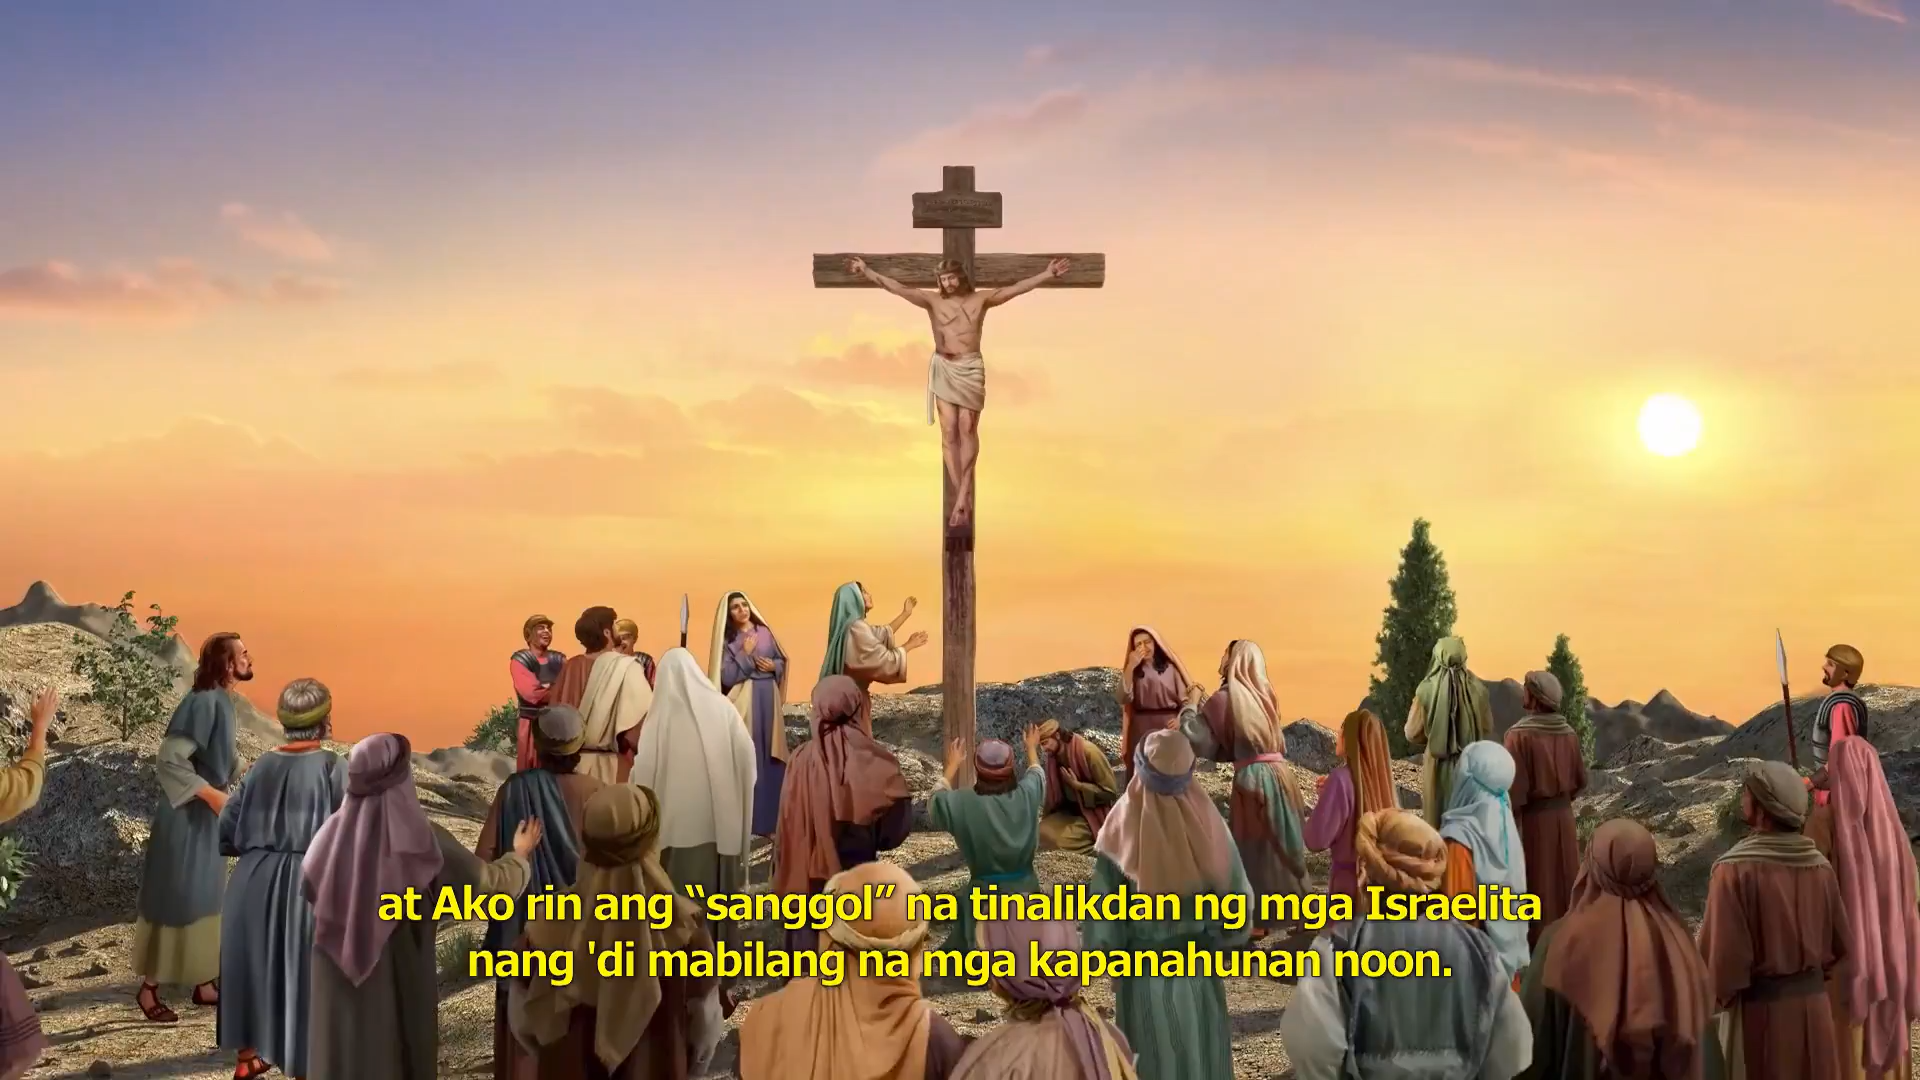 at Ako rin ang “sanggol” na tinalikdan ng mga Israelita
nang 'di mabilang na mga kapanahunan noon.